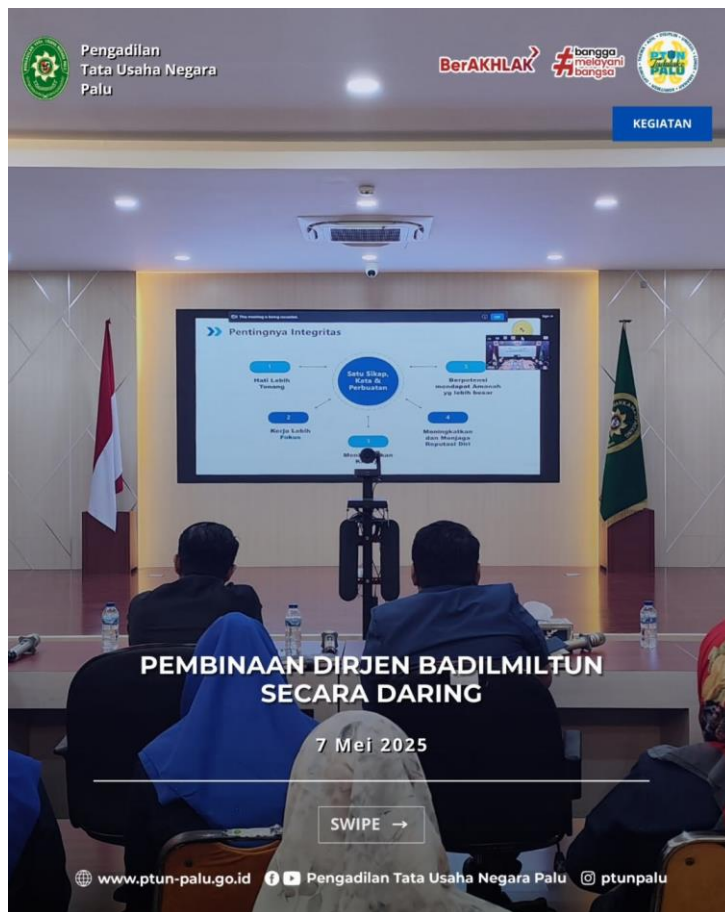 Pengadilan
Tata Usaha Negara
Palu
BerAKHLAK
#bangga
melayani
bangsa
PTUN
PALU
KEGIATAN
Pentingnya Integritas
1
Hati Lebih
Tenang
Satu Sikap,
Kata &
Perbuatan
5
Berpotensi
mendapat Amanah
yg lebih besar
2
Kerja Lebih
Fokus
3
4
Meningkatkan
dan Menjaga
Reputasi Diri
PEMBINAAN DIRJEN BADILMILTUN
SECARA DARING
7 Mei 2025
SWIPE →
www.ptun-palu.go.id Pengadilan Tata Usaha Negara Palu ptunpalu